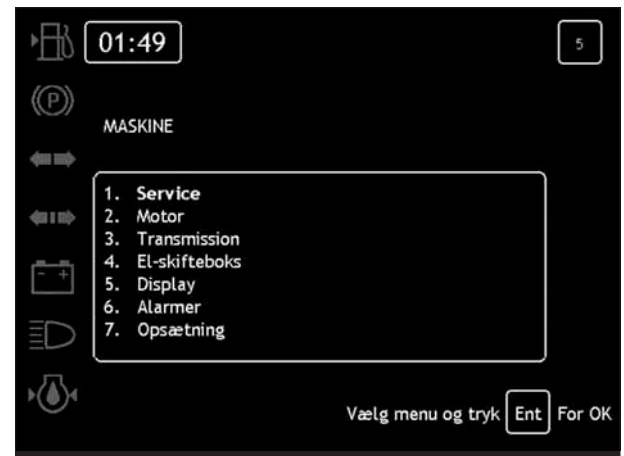 01:49
5
(P)
MASKINE
1. Service
2. Motor
3. Transmission
4. El-skifteboks
5. Display
6. Alarmer
7. Opsætning
- +
Vælg menu og tryk Ent For OK